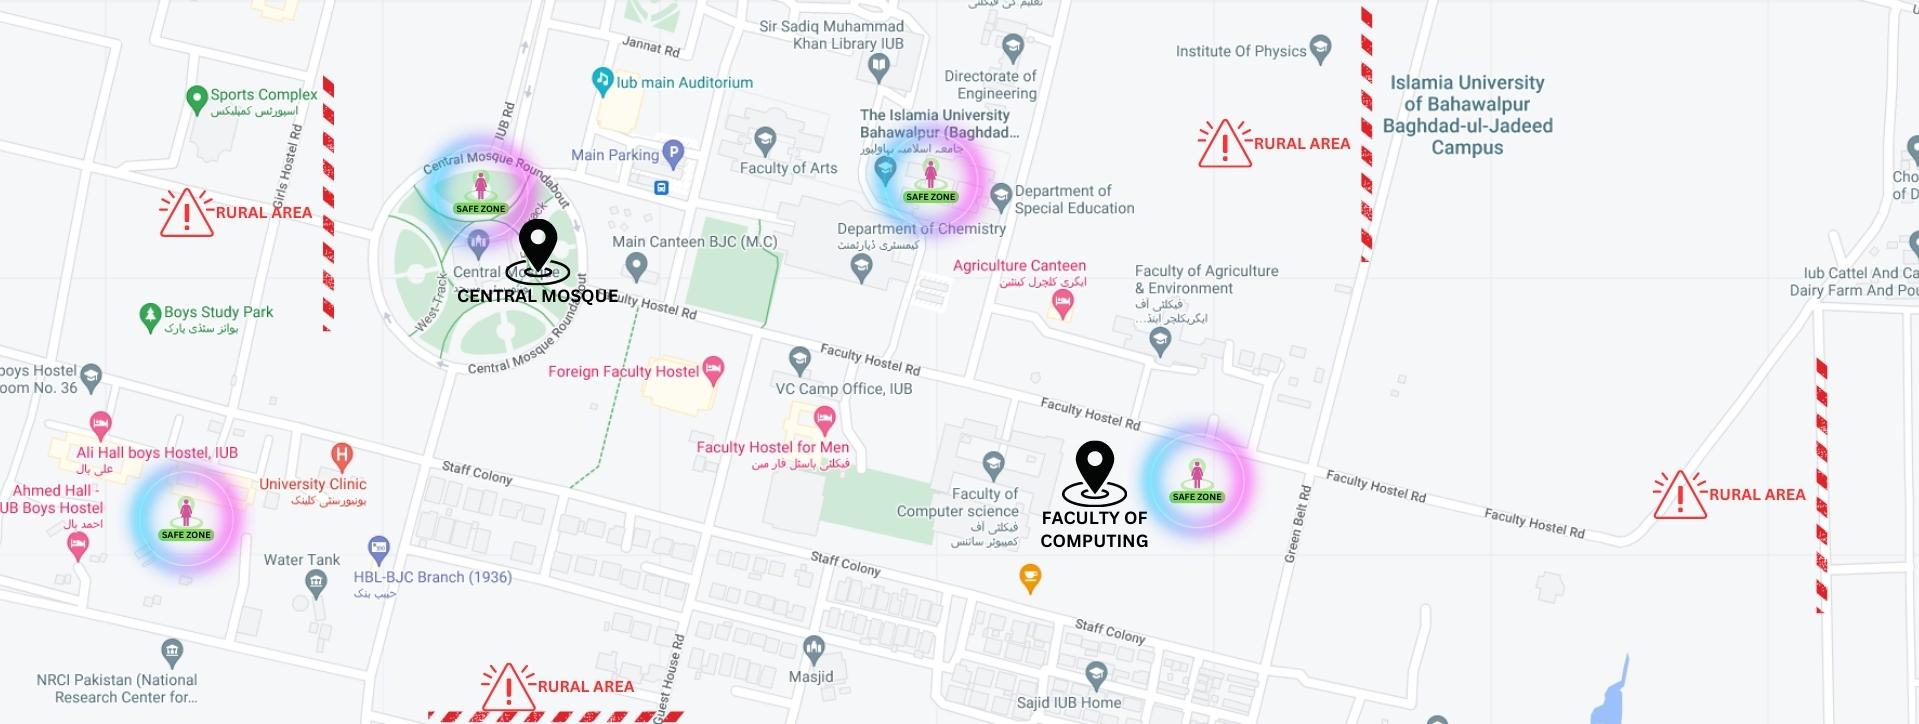 تعلیم کی فیکلٹی
Sir Sadiq Muhammad
Khan Library IUB
Jannat Rd
Institute Of Physics
Directorate of
Engineering
Iub main Auditorium
Islamia University
of Bahawalpur
Baghdad-ul-Jadeed
Campus
Sports Complex
اسپورٹس کمپلیکس
IUB Rd
The Islamia University
Bahawalpur (Baghdad...
جامعہ اسلامیہ بہاولپور
Girls Hostel Rd
Main Parking
P
Faculty of Arts
RURAL AREA
Central Mosque Roundabout
SAFE ZONE
SAFE ZONE
Department of
Special Education
Cho
of D
RURAL AREA
Department of Chemistry
کیمسٹری ڈپارٹمنٹ
Main Canteen BJC (M.C)
Central Mosque
CENTRAL MOSQUE
West-Track
Agriculture Canteen
ایگری کلچرل کینٹین
Faculty of Agriculture
& Environment
فیکلٹی آف
ایگریکلچر اینڈ...
Iub Cattel And Ca
Dairy Farm And Pou
Boys Study Park
بوائز سٹڈی پارک
culty Hostel Rd
Central Mosque Roundabout
Faculty Hostel Rd
boys Hostel
oom No. 36
Foreign Faculty Hostel
VC Camp Office, IUB
Faculty Hostel Rd
Ali Hall boys Hostel, IUB
علی ہال
Faculty Hostel for Men
فیکلٹی ہاسٹل فار مین
H
University Clinic
یونیورسٹی کلینک
Staff Colony
Ahmed Hall -
UB Boys Hostel
احمد ہال
SAFE ZONE
Faculty of
Computer science
فیکلٹی آف
کمپیوٹر سائنس
FACULTY OF
COMPUTING
SAFE ZONE
Faculty Hostel Rd
RURAL AREA
Faculty Hostel Rd
Green Belt Rd
Water Tank
HBL-BJC Branch (1936)
حبیب بنک
Staff Colony
Staff Colony
NRCI Pakistan (National
Research Center for...
RURAL AREA
Guest House Rd
Masjid
Sajid IUB Home